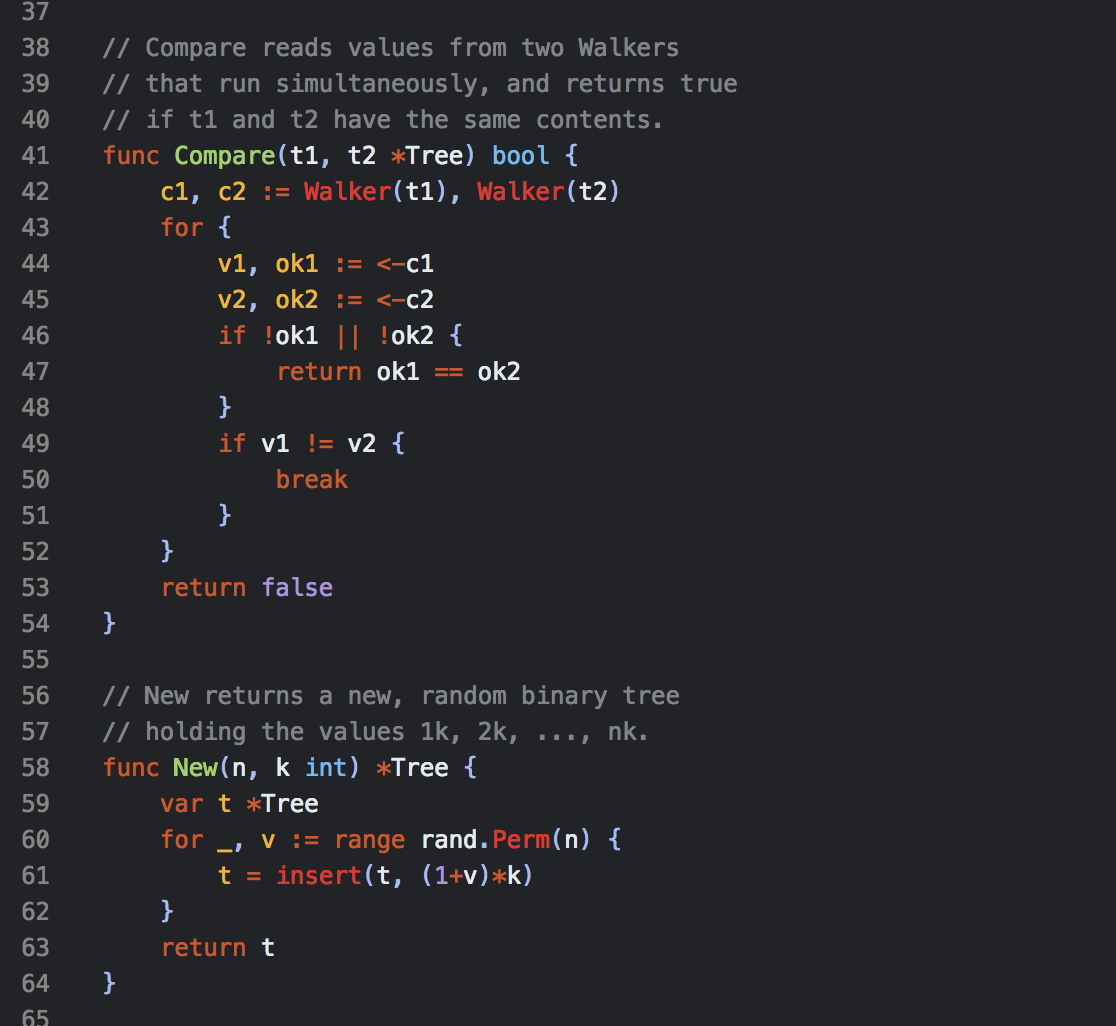 37
38 // Compare reads values from two Walkers
39 // that run simultaneously, and returns true
40 // if t1 and t2 have the same contents.
41 func Compare(t1, t2 *Tree) bool {
42     c1, c2 := Walker(t1), Walker(t2)
43     for {
44         v1, ok1 := <-c1
45         v2, ok2 := <-c2
46         if !ok1 || !ok2 {
47             return ok1 == ok2
48         }
49         if v1 != v2 {
50             break
51         }
52     }
53     return false
54 }
55
56 // New returns a new, random binary tree
57 // holding the values 1k, 2k, ..., nk.
58 func New(n, k int) *Tree {
59     var t *Tree
60     for _, v := range rand.Perm(n) {
61         t = insert(t, (1+v)*k)
62     }
63     return t
64 }
65